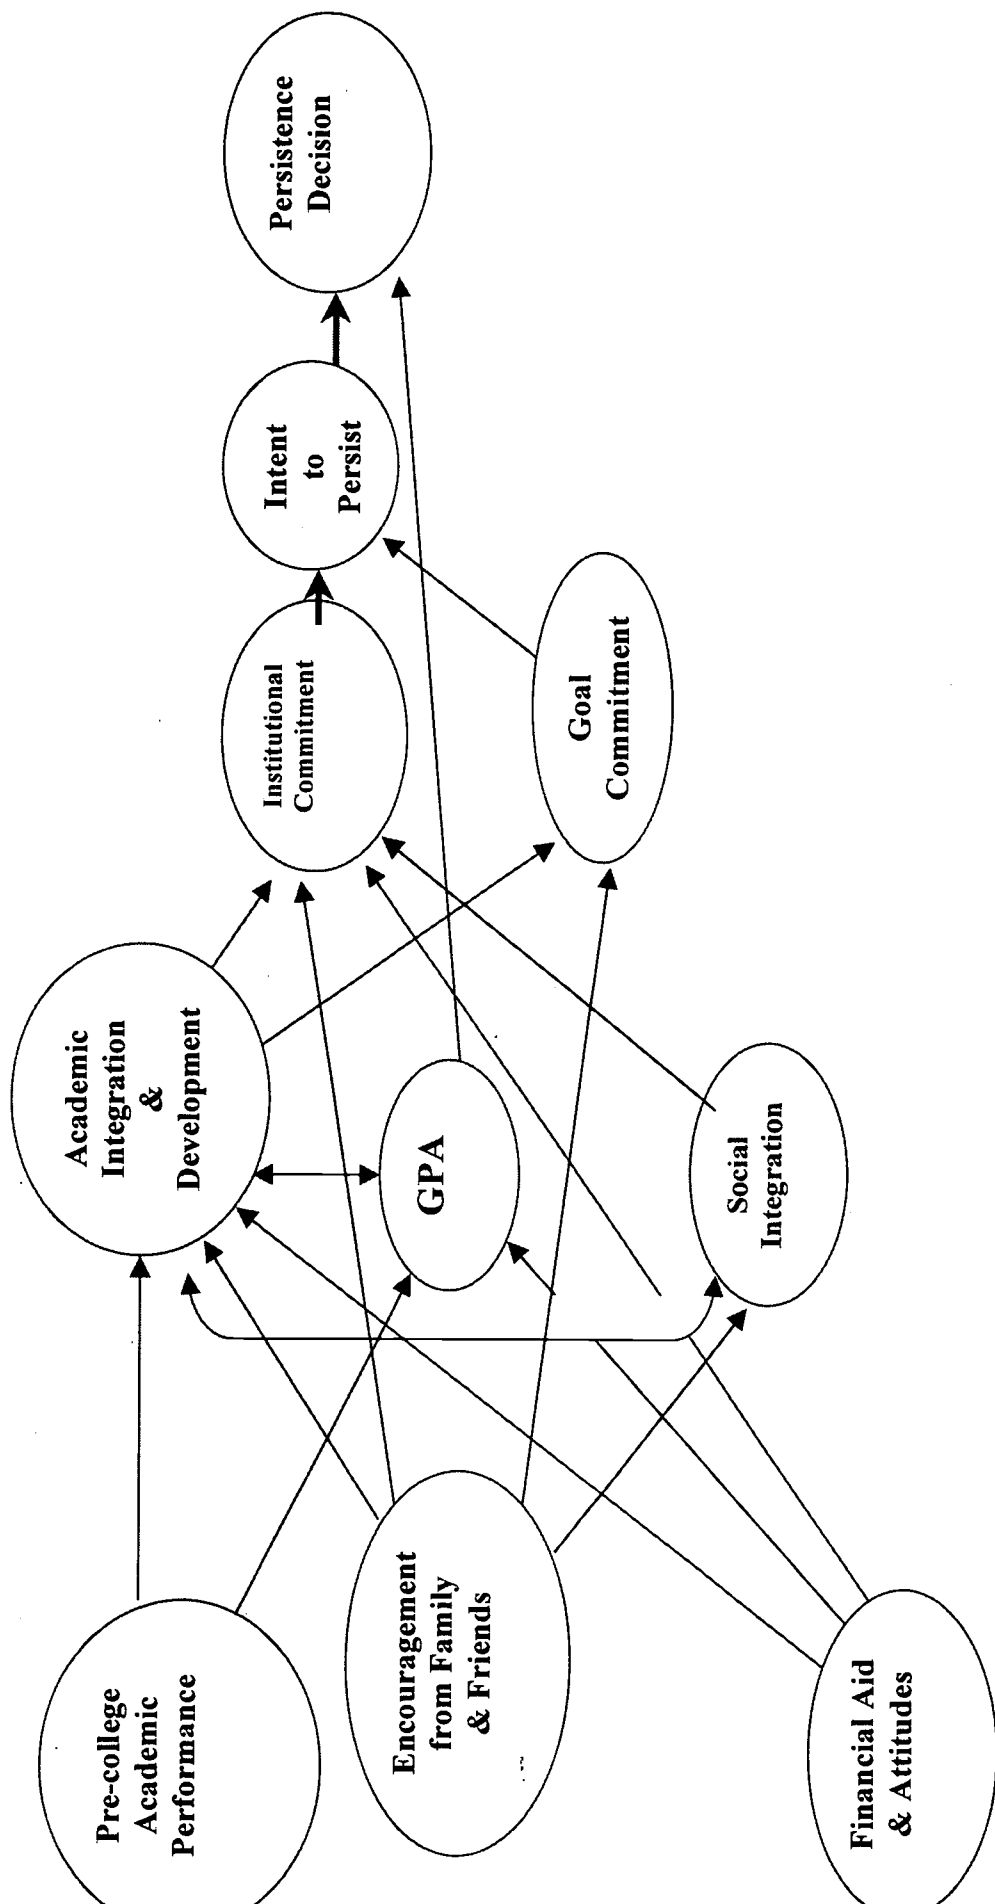 Pre-college
Academic
Performance
Encouragement
from Family
& Friends
Financial Aid
& Attitudes
Academic
Integration
&
Development
GPA
Social
Integration
Institutional
Commitment
Goal
Commitment
Intent
to
Persist
Persistence
Decision